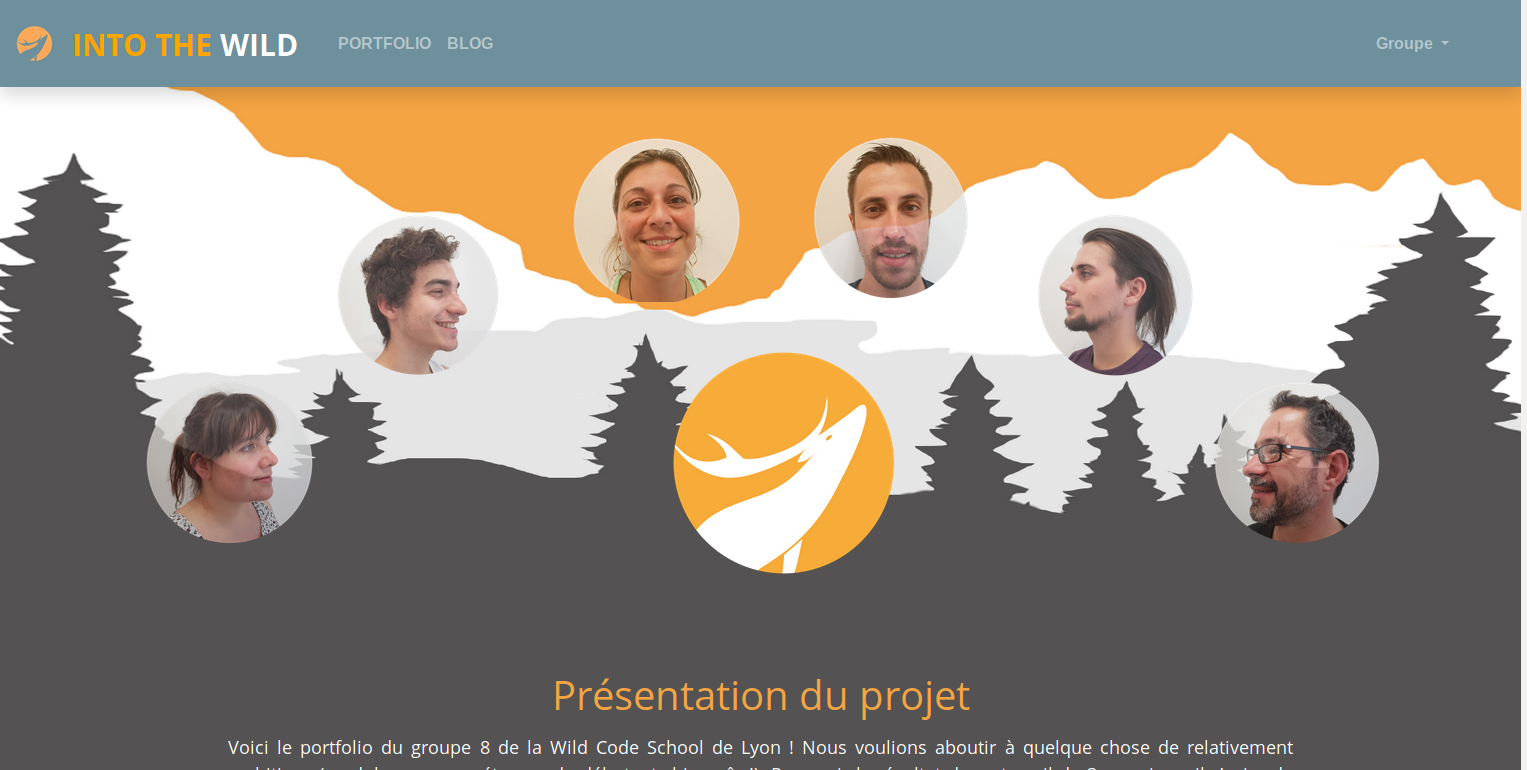 INTO THE WILD PORTFOLIO BLOG Groupe
Présentation du projet
Voici le portfolio du groupe 8 de la Wild Code School de Lyon ! Nous voulions aboutir à quelque chose de relativement